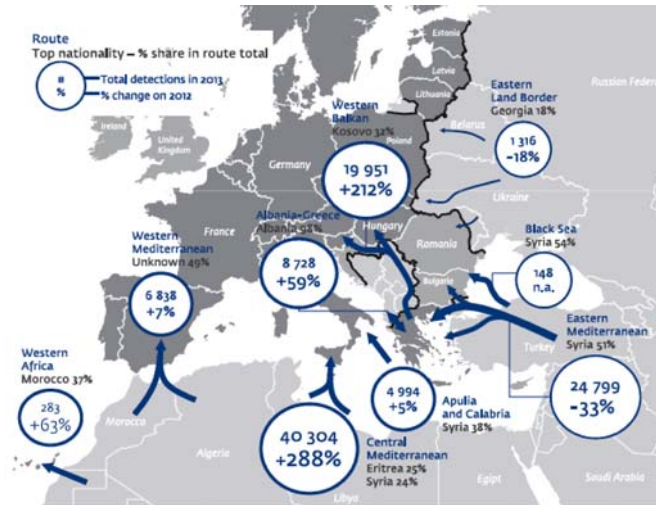 Route
Top nationality – % share in route total
#
%
Total detections in 2013
% change on 2012
Estonia
Latvia
Lithuania
Russian Feder
Ireland
United
Kingdom
Belarus
Poland
Germany
Ukraine
France
Hungary
Romania
Bulgaria
Turkey
Morocco
Algeria
Libya
Egypt
Saudi Arabia
Western
Balkan
Kosovo 32%
19 951
+212%
Eastern
Land Border
Georgia 18%
1 316
-18%
Albania-Greece
Albania 98%
8 728
+59%
Western
Mediterranean
Unknown 49%
6 838
+7%
Black Sea
Syria 54%
148
n.a.
Eastern
Mediterranean
Syria 51%
24 799
-33%
Western
Africa
Morocco 37%
283
+63%
4 994
+5%
Apulia
and Calabria
Syria 38%
40 304
+288%
Central
Mediterranean
Eritrea 25%
Syria 24%